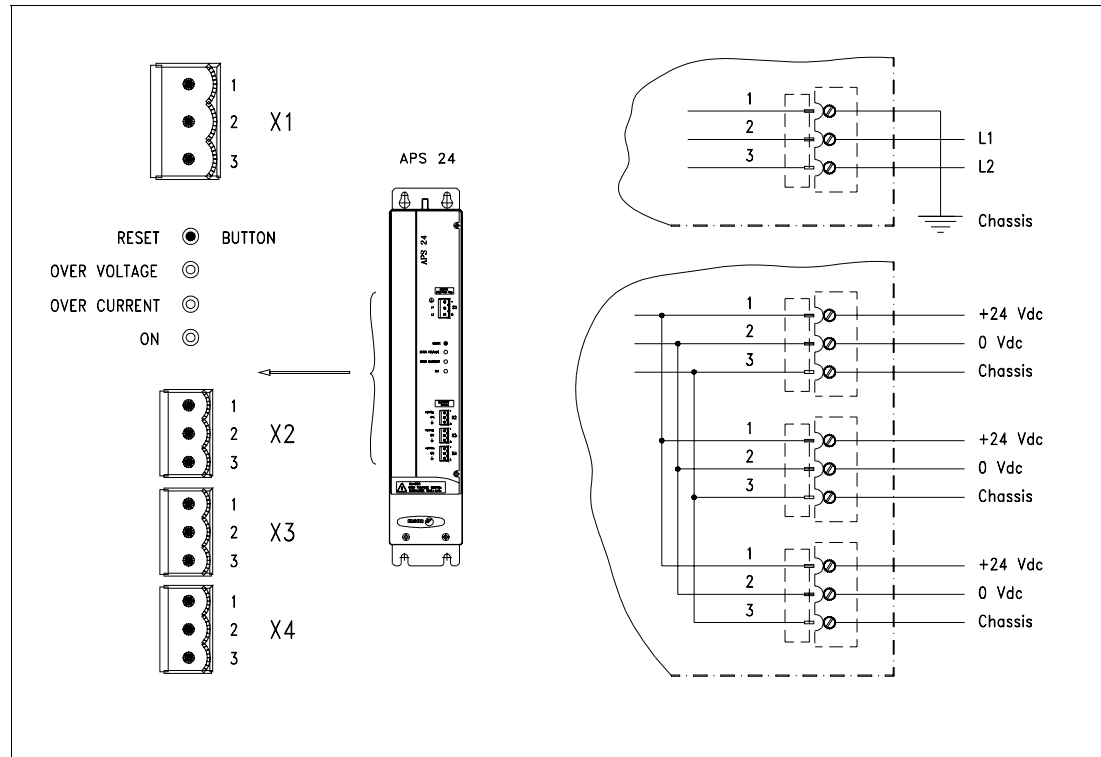 1
2 X1
3
RESET BUTTON
OVER VOLTAGE
OVER CURRENT
ON
1
2 X2
3
1
2 X3
3
1
2 X4
3
APS 24
APS 24
1
2 L1
3 L2
Chassis
1 +24 Vdc
2 0 Vdc
3 Chassis
1 +24 Vdc
2 0 Vdc
3 Chassis
1 +24 Vdc
2 0 Vdc
3 Chassis